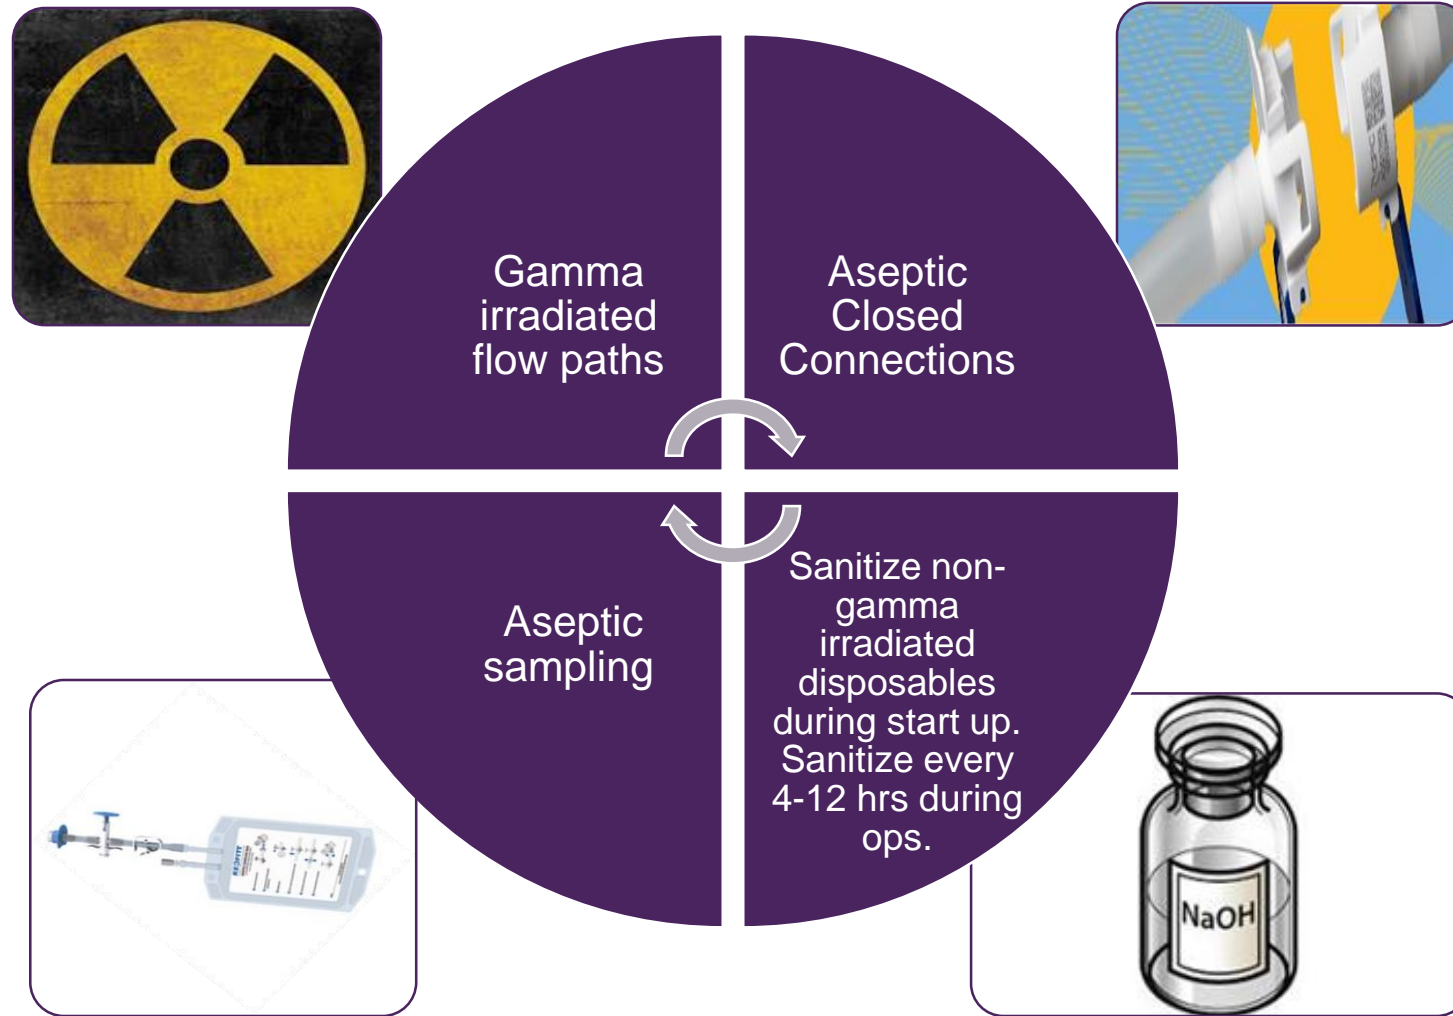 Gamma
irradiated
flow paths
Aseptic
Closed
Connections
Aseptic
sampling
Sanitize non-
gamma
irradiated
disposables
during start up.
Sanitize every
4-12 hrs during
ops.
NaOH